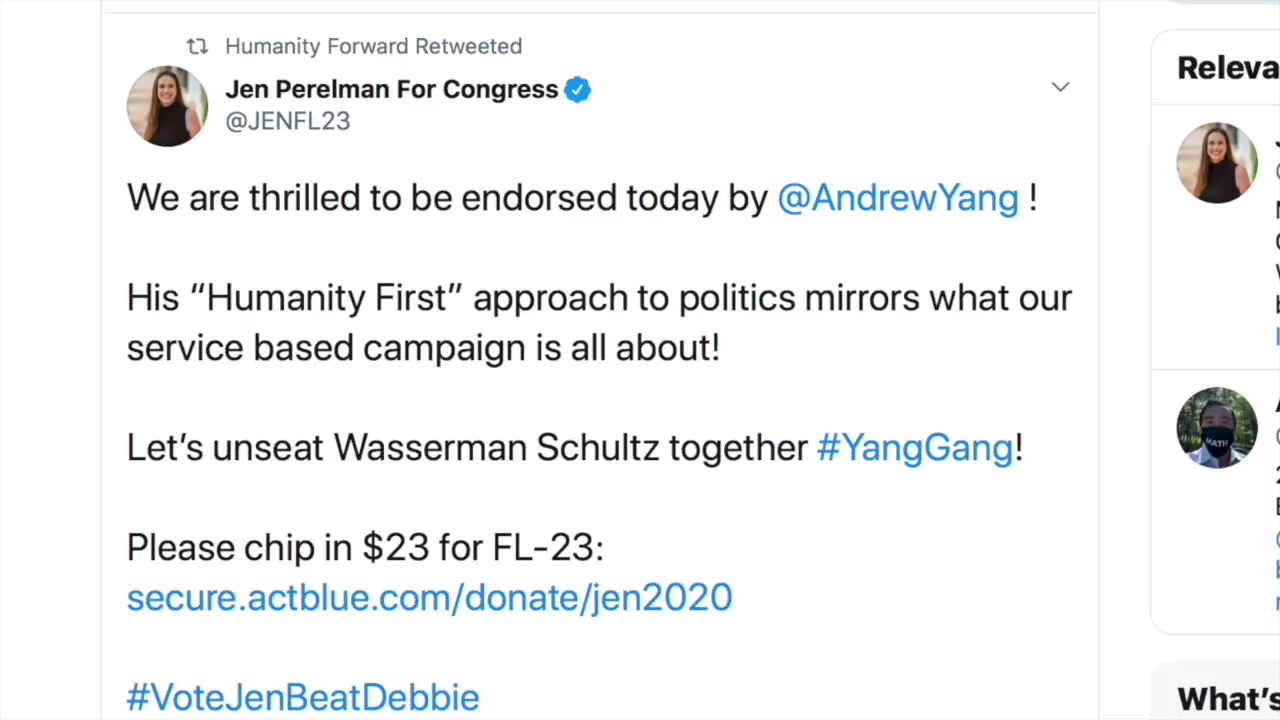 Humanity Forward Retweeted
Jen Perelman For Congress
@JENFL23
We are thrilled to be endorsed today by @AndrewYang !
His “Humanity First” approach to politics mirrors what our
service based campaign is all about!
Let’s unseat Wasserman Schultz together #YangGang!
Please chip in $23 for FL-23:
secure.actblue.com/donate/jen2020
#VoteJenBeatDebbie
Releva
MATH
What's